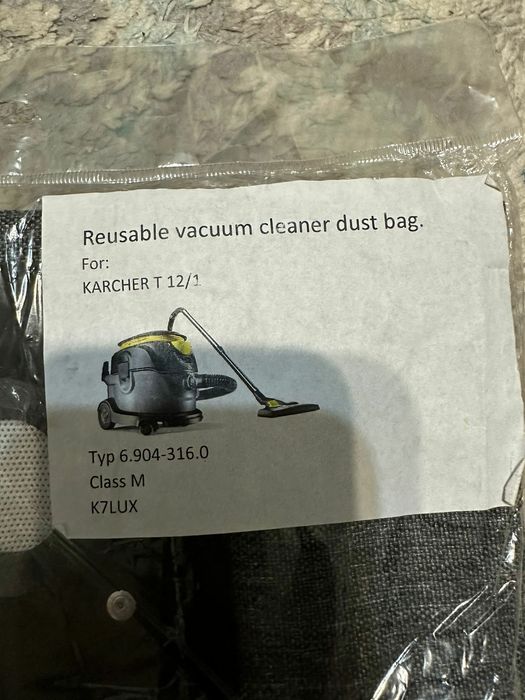 Reusable vacuum cleaner dust bag.
For:
KARCHER T 12/1
Typ 6.904-316.0
Class M
K7LUX